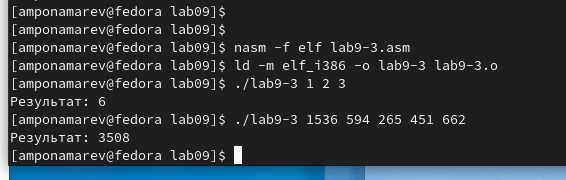 [amponamarev@fedora lab09]$
[amponamarev@fedora lab09]$
[amponamarev@fedora lab09]$ nasm -f elf lab9-3.asm
[amponamarev@fedora lab09]$ ld -m elf_i386 -o lab9-3 lab9-3.o
[amponamarev@fedora lab09]$ ./lab9-3 1 2 3
Результат: 6
[amponamarev@fedora lab09]$ ./lab9-3 1536 594 265 451 662
Результат: 3508
[amponamarev@fedora lab09]$